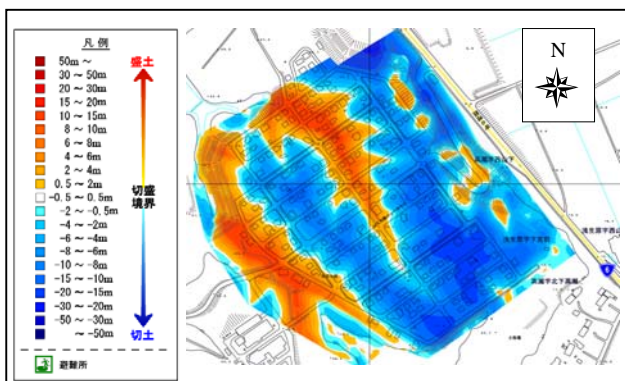 凡例
50m～
30～50m
20～30m
15～20m
10～15m
8～10m
6～8m
4～6m
2～4m
0.5～2m
-0.5～0.5m
-2～-0.5m
-4～-2m
-6～-4m
-8～-6m
-10～-8m
-15～-10m
-20～-15m
-30～-20m
-50～-30m
～-50m
盛土
切盛
境界
切土
避難所
N
6